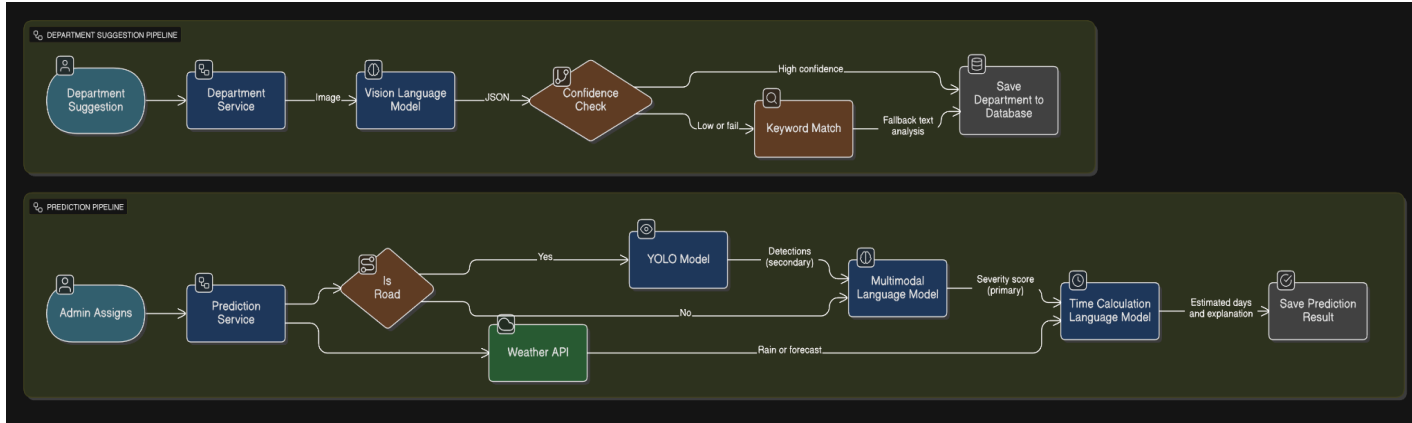 DEPARTMENT SUGGESTION PIPELINE
Department
Suggestion
Department
Service
Image
Vision Language
Model
JSON
Confidence
Check
High confidence
Low or fail
Keyword Match
Fallback text
analysis
Save
Department to
Database
PREDICTION PIPELINE
Admin Assigns
Prediction
Service
Is
Road
Yes
No
YOLO Model
Detections
(secondary)
Weather API
Rain or forecast
Multimodal
Language Model
Severity score
(primary)
Time Calculation
Language Model
Estimated days
and explanation
Save Prediction
Result